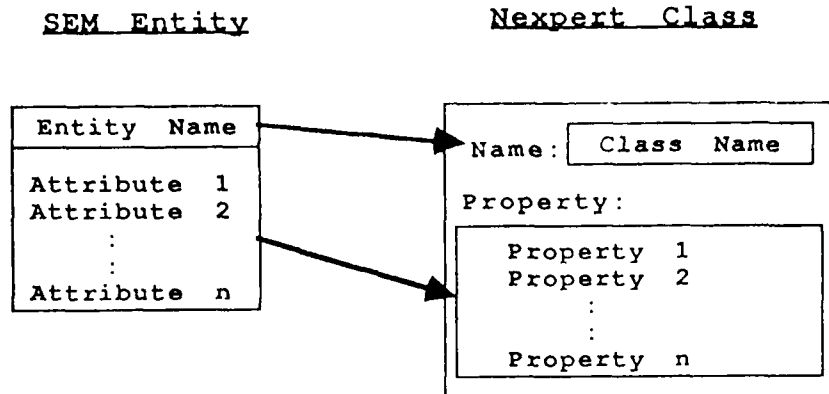 SEM Entity
Nexpert Class
Entity Name
Attribute 1
Attribute 2
:
:
Attribute n
Name: Class Name
Property:
Property 1
Property 2
:
:
Property n